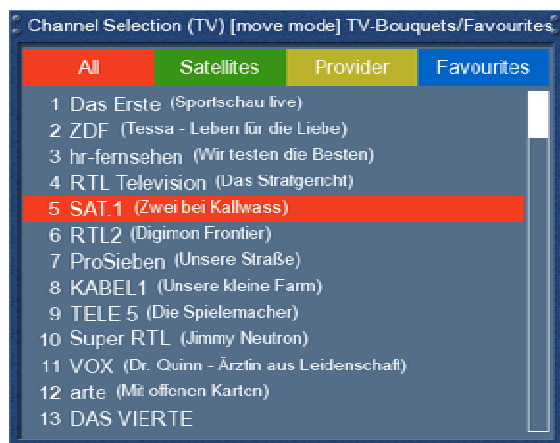 Channel Selection (TV) [move mode] TV-Bouquets/Favourites
All Satellites Provider Favourites
1 Das Erste (Sportschau live)
2 ZDF (Tessa - Leben für die Liebe)
3 hr-fernsehen (Wir testen die Besten)
4 RTL Television (Das Strafgericht)
5 SAT.1 (Zwei bei Kallwass)
6 RTL2 (Digimon Frontier)
7 ProSieben (Unsere Straße)
8 KABEL1 (Unsere kleine Farm)
9 TELE 5 (Die Spielemacher)
10 Super RTL (Jimmy Neutron)
11 VOX (Dr. Quinn - Ärztin aus Leidenschaft)
12 arte (Mit offenen Karten)
13 DAS VIERTE